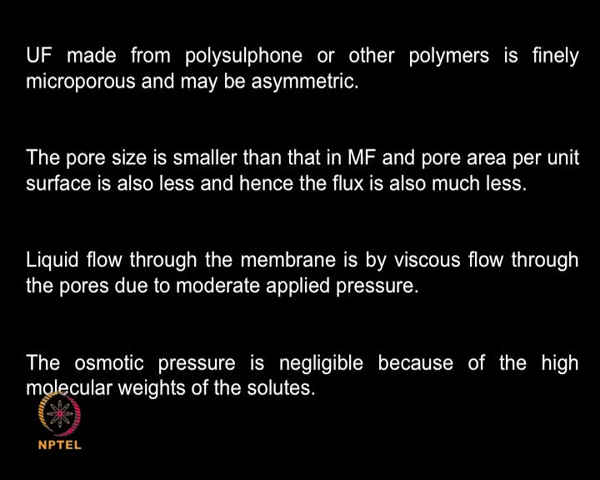 UF made from polysulphone or other polymers is finely
microporous and may be asymmetric.
The pore size is smaller than that in MF and pore area per unit
surface is also less and hence the flux is also much less.
Liquid flow through the membrane is by viscous flow through
the pores due to moderate applied pressure.
The osmotic pressure is negligible because of the high
molecular weights of the solutes.
NPTEL